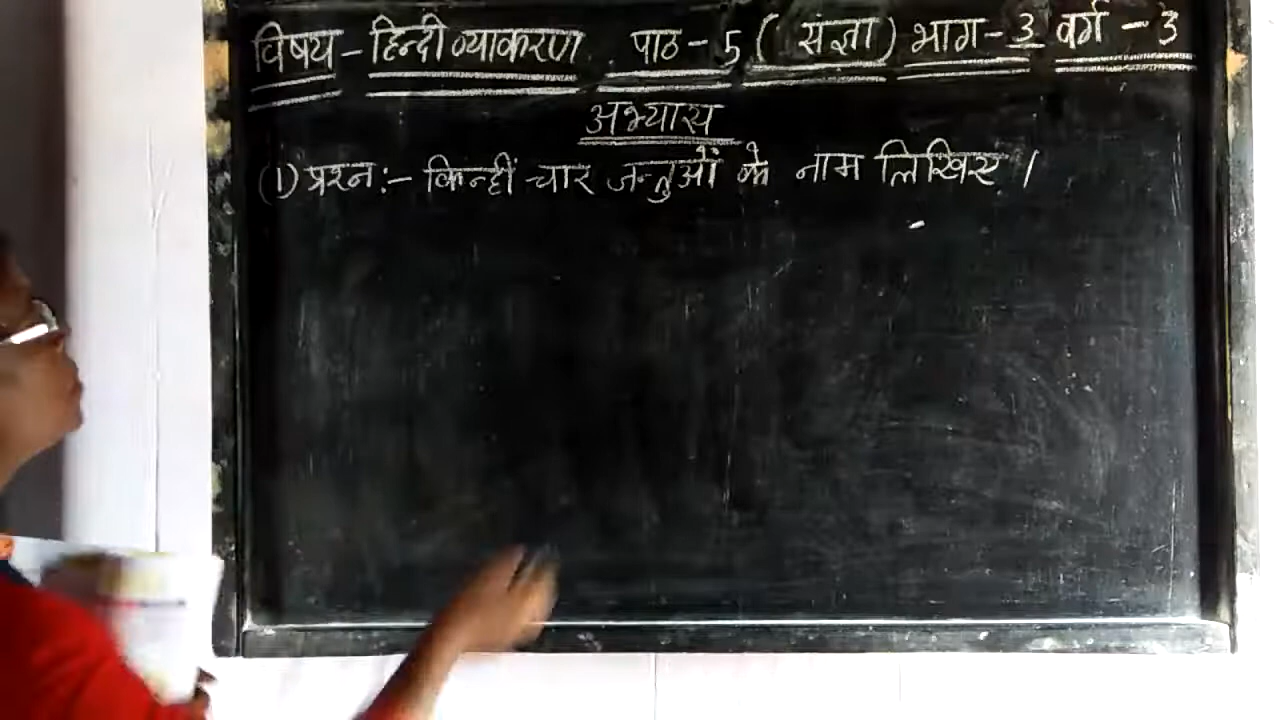 विषय - हिन्दी व्याकरण पाठ - 5 ( संज्ञा ) भाग - 3 वर्ग - 3
अभ्यास
(1) प्रश्न :- किन्हीं चार जन्तुओं के नाम लिखिए ।